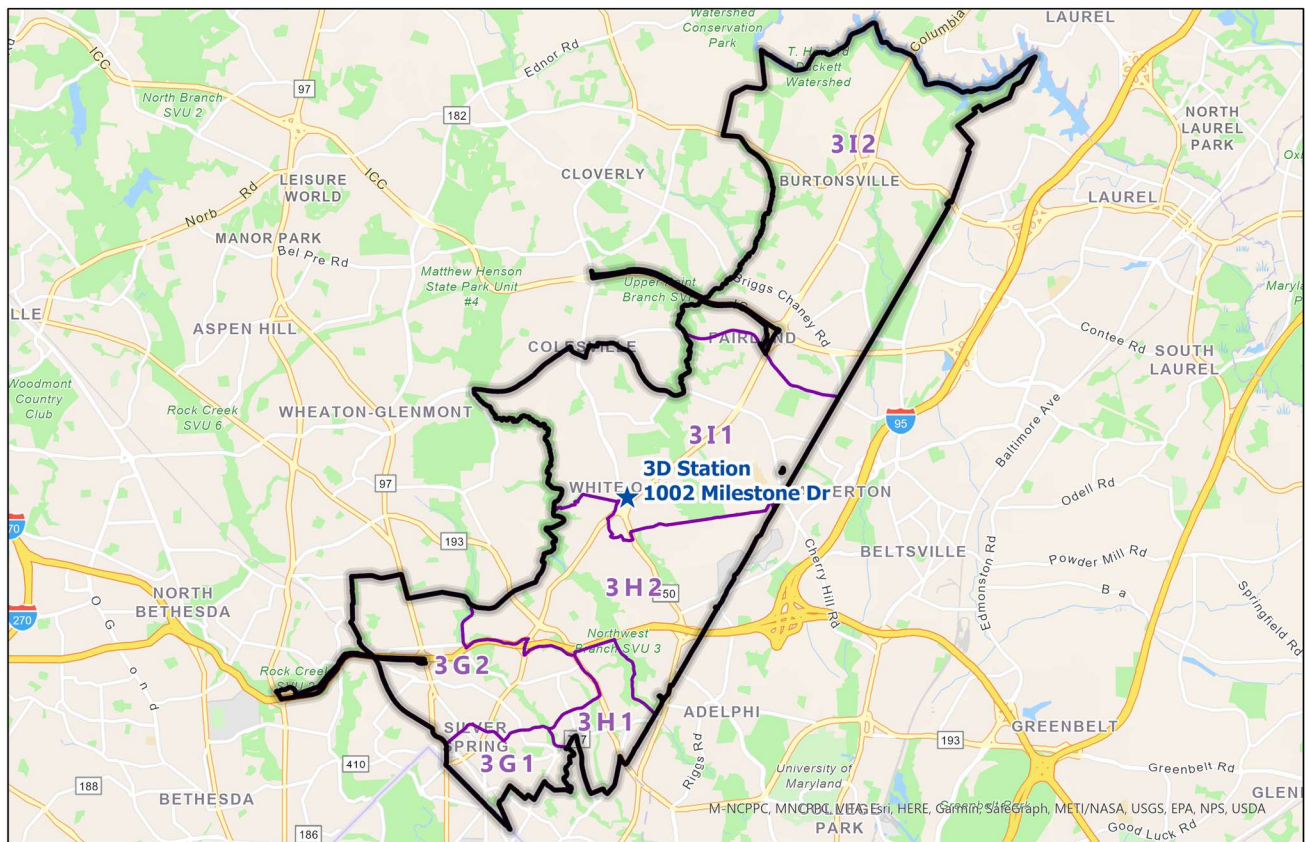 Watershed
Conservation
Park
LAUREL
Columbia
ICC
Ednor Rd
T. Howard
Duckett
Watershed
North Branch
SVU 2
97
182
NORTH
LAUREL
PARK
3I2
CLOVERLY
BURTONSVILLE
LEISURE
WORLD
ICC
LAUREL
Norb
Rd
MANOR PARK
Bel Pre Rd
Matthew Henson
State Park Unit
#4
Upper Paint
Branch SVU
Briggs Chaney Rd
ASPEN HILL
COLESVILLE
FAIRLAND
Contee Rd
SOUTH
LAUREL
Woodmont
Country
Club
Rock Creek
SVU 6
WHEATON-GLENMONT
95
Baltimore Ave
3I1
3D Station
1002 Milestone Dr
WHITE O
97
ERTON
Odell Rd
193
BELTSVILLE
Powder Mill Rd
Cherry Hill Rd
Edmonston Rd
Springfield Rd
NORTH
BETHESDA
270
3H2
Northwest
Branch SVU 3
Rock Creek
3G2
SILVER
SPRING
3H1
ADELPHI
GREENBELT
3G1
Riggs Rd
193
410
University of
Maryland
Greenbelt Rd
188
BETHESDA
COLLEGE
PARK
M-NCPPC, MNCPPC, VITA, Esri, HERE, Garmin, SafeGraph, METI/NASA, USGS, EPA, NPS, USDA
186
Good Luck Rd